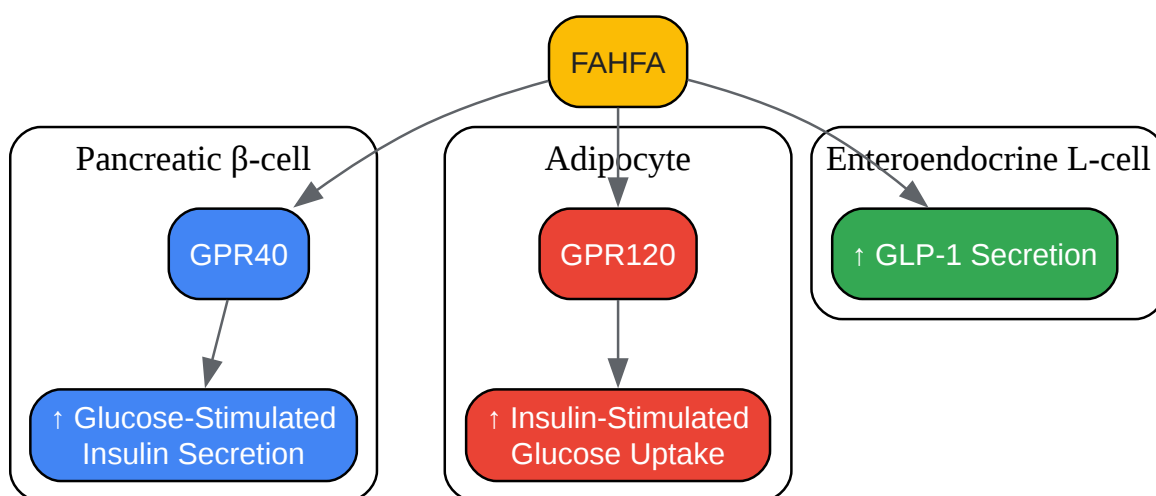 FAHFA
Pancreatic β-cell
Adipocyte
Enteroendocrine L-cell
GPR40
GPR120
↑ GLP-1 Secretion
↑ Glucose-Stimulated
Insulin Secretion
↑ Insulin-Stimulated
Glucose Uptake